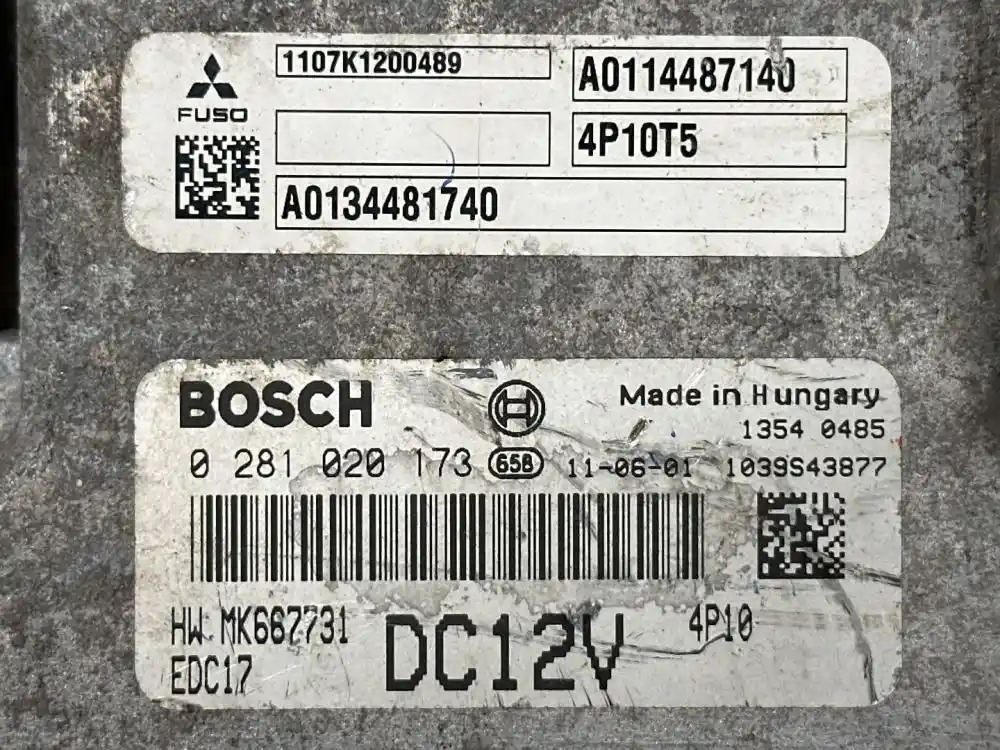 1107K1200489
A0114487140
FUSO
4P10T5
A0134481740
BOSCH
Made in Hungary
1354 0485
0 281 020 173 658 11-06-01 1039S43877
HW MK667731
DC12V
4P10
EDC17